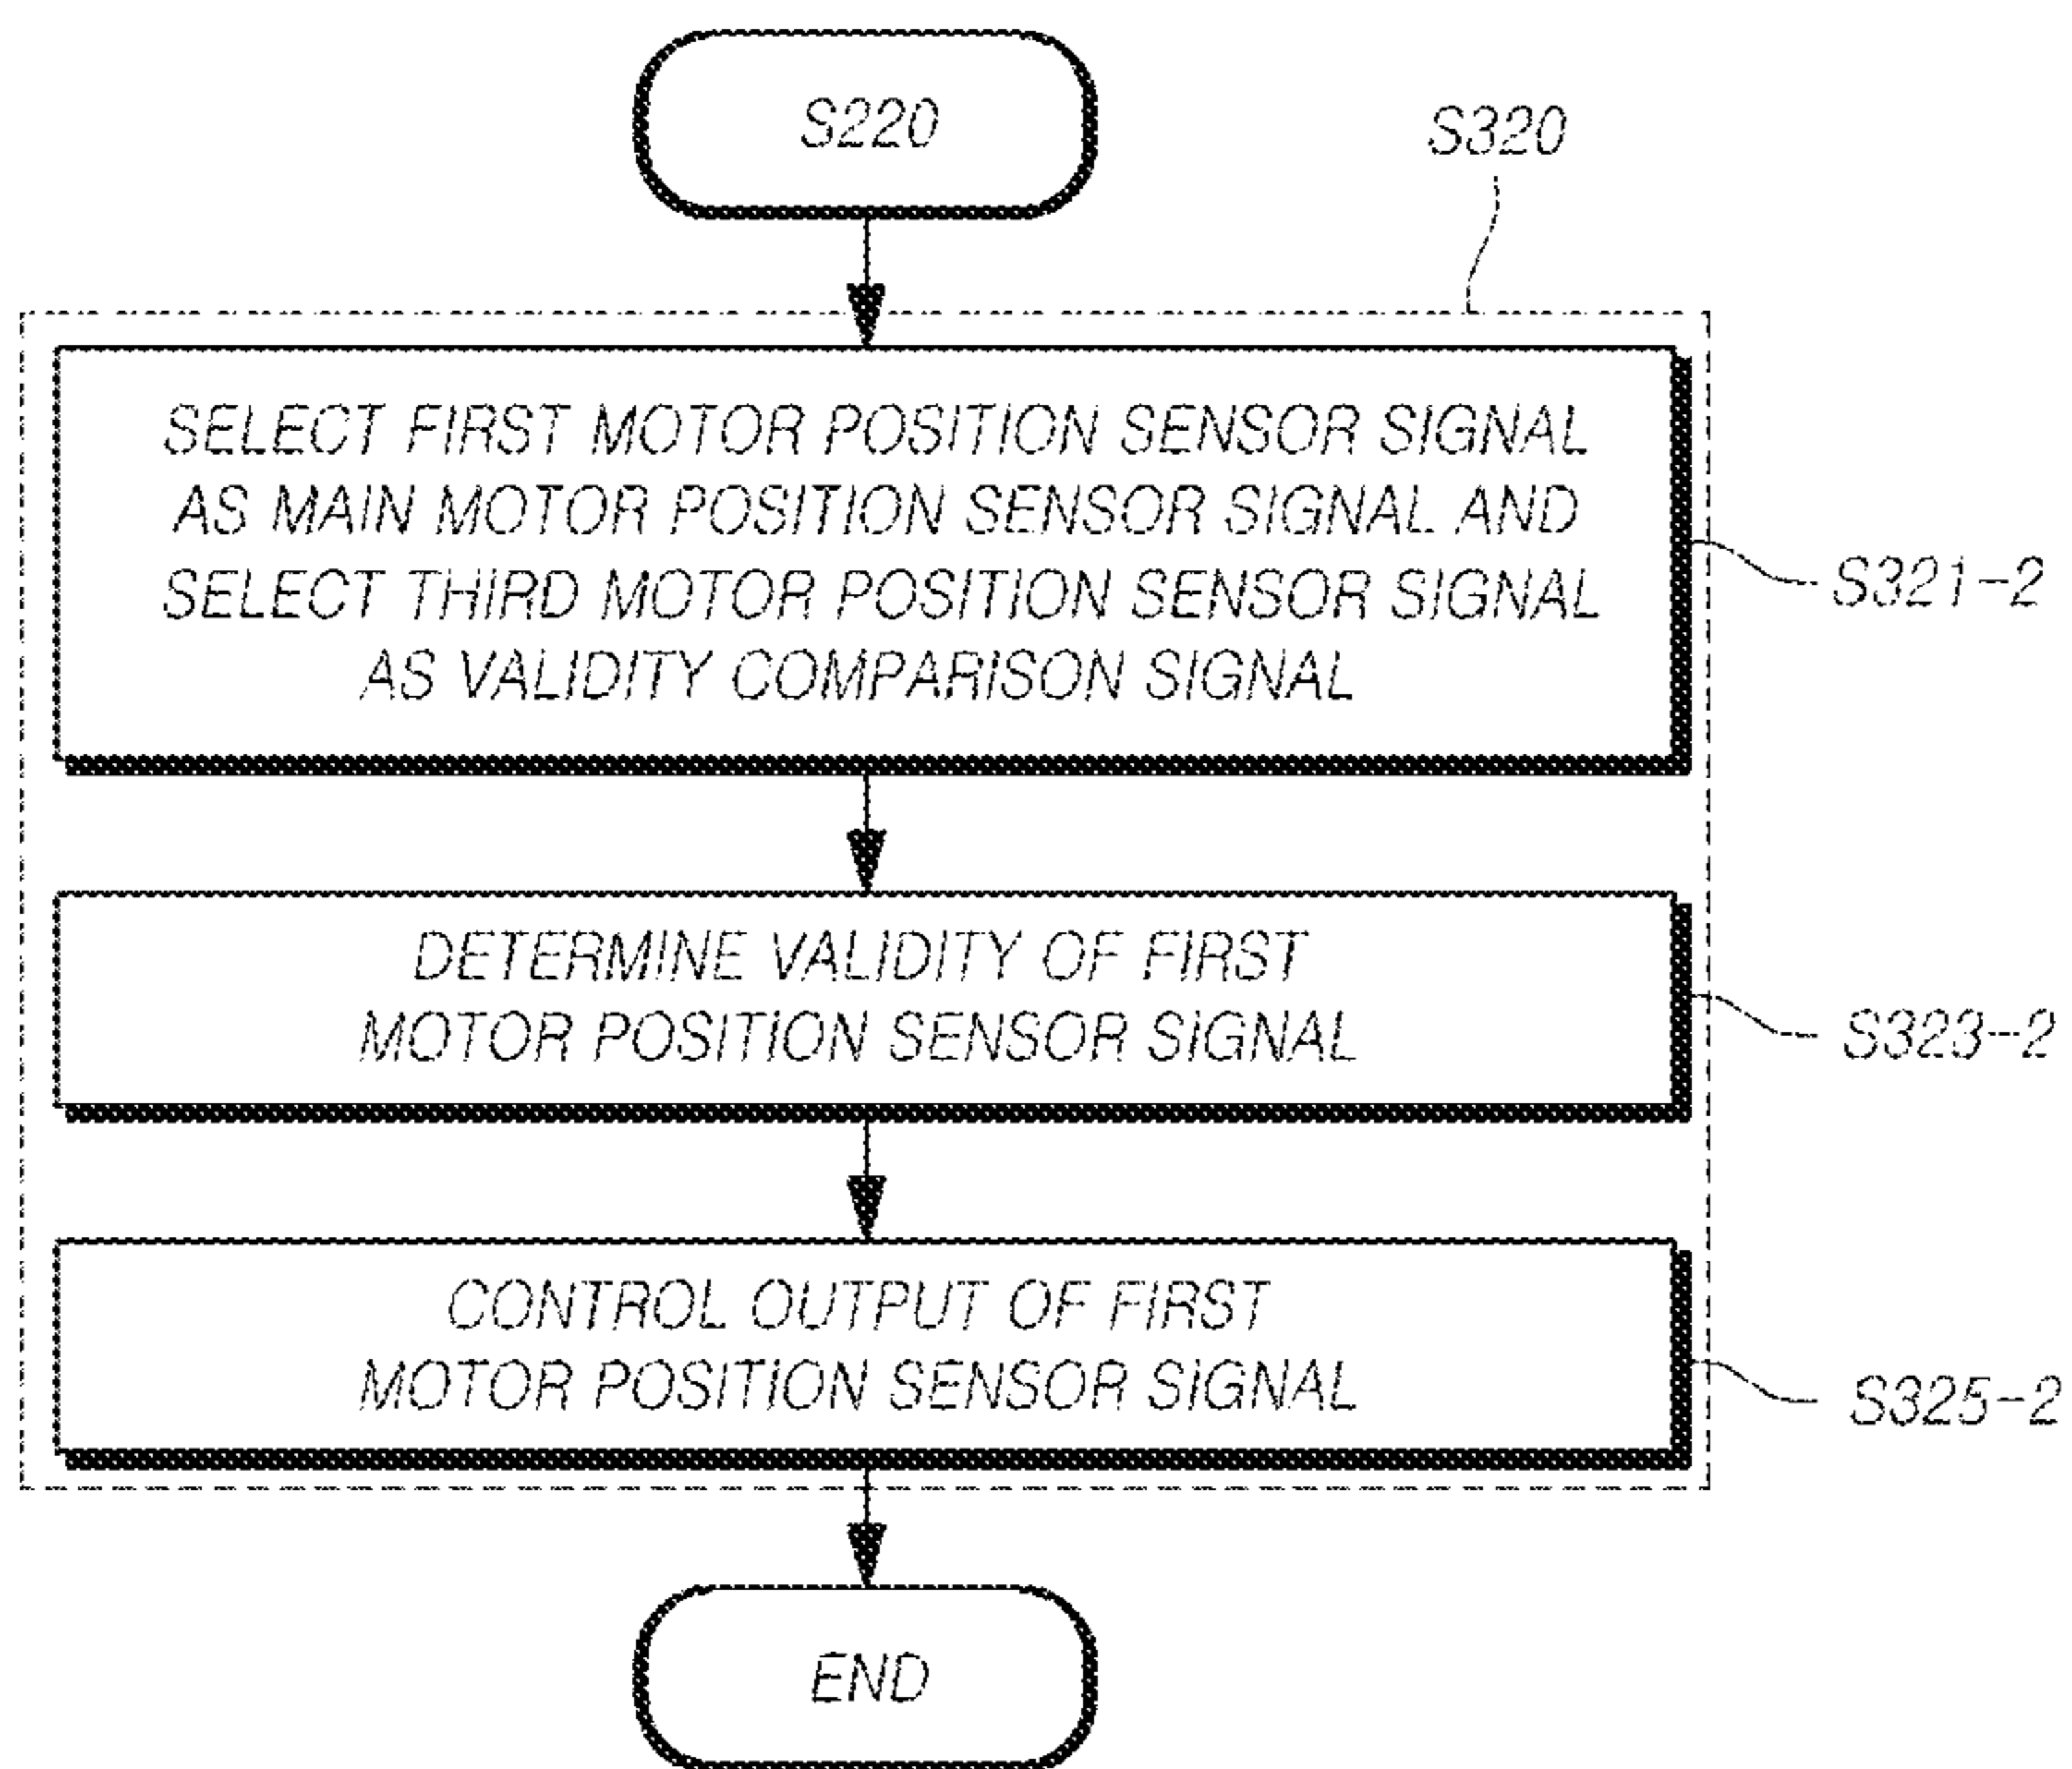 S220
S320
SELECT FIRST MOTOR POSITION SENSOR SIGNAL
AS MAIN MOTOR POSITION SENSOR SIGNAL AND
SELECT THIRD MOTOR POSITION SENSOR SIGNAL
AS VALIDITY COMPARISON SIGNAL
S321-2
DETERMINE VALIDITY OF FIRST
MOTOR POSITION SENSOR SIGNAL
S323-2
CONTROL OUTPUT OF FIRST
MOTOR POSITION SENSOR SIGNAL
S325-2
END